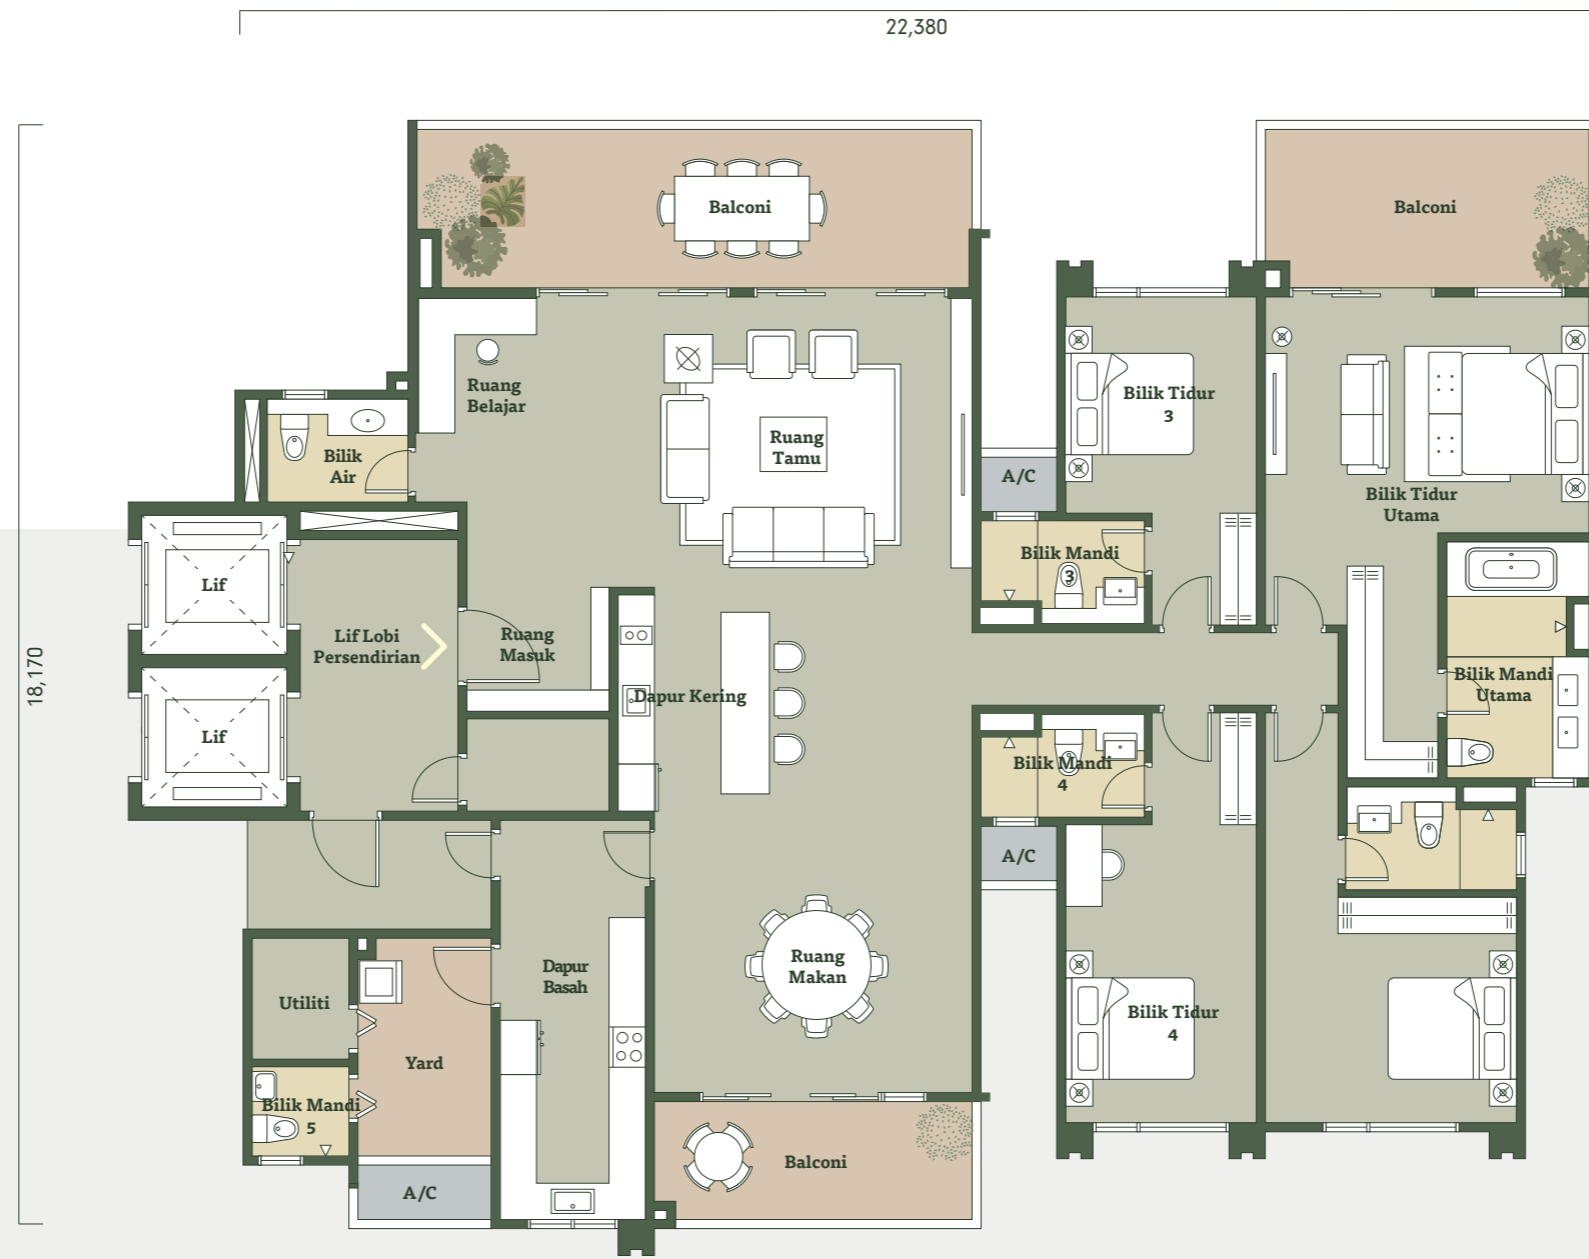 22,380
18,170
Balconi
Balconi
Ruang
Belajar
Bilik Tidur
3
Ruang
Tamu
Bilik
Air
A/C
Bilik Tidur
Utama
Bilik Mandi
3
Lif
Lif Lobi
Persendirian
Ruang
Masuk
Dapur Kering
Bilik Mandi
Utama
Lif
Bilik Mandi
4
A/C
Dapur
Basah
Ruang
Makan
Utiliti
Bilik Tidur
4
Yard
Bilik Mandi
5
Balconi
A/C